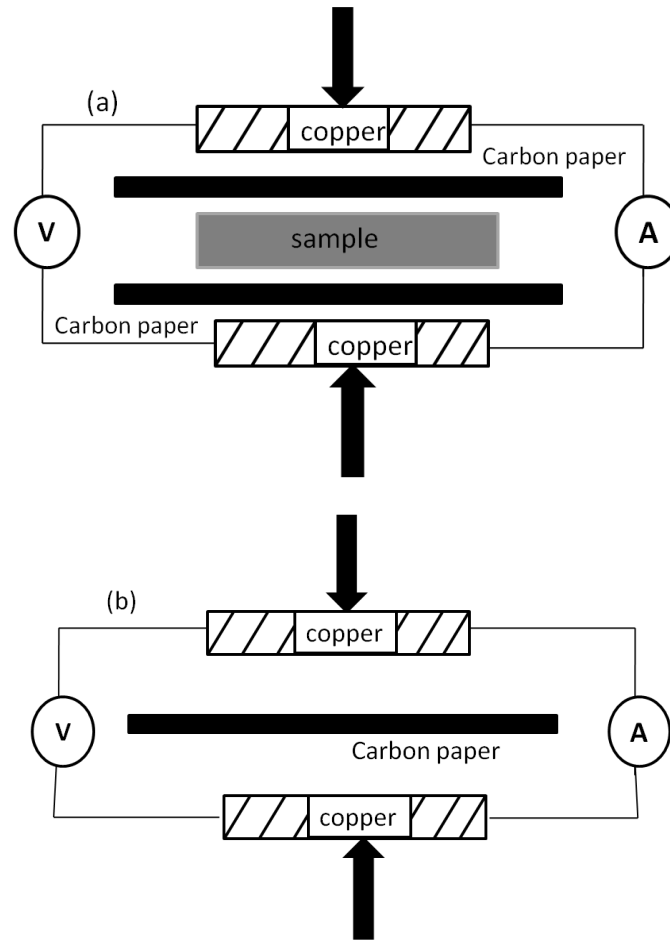 (a)
copper
Carbon paper
V
sample
A
Carbon paper
copper
(b)
copper
V
A
Carbon paper
copper